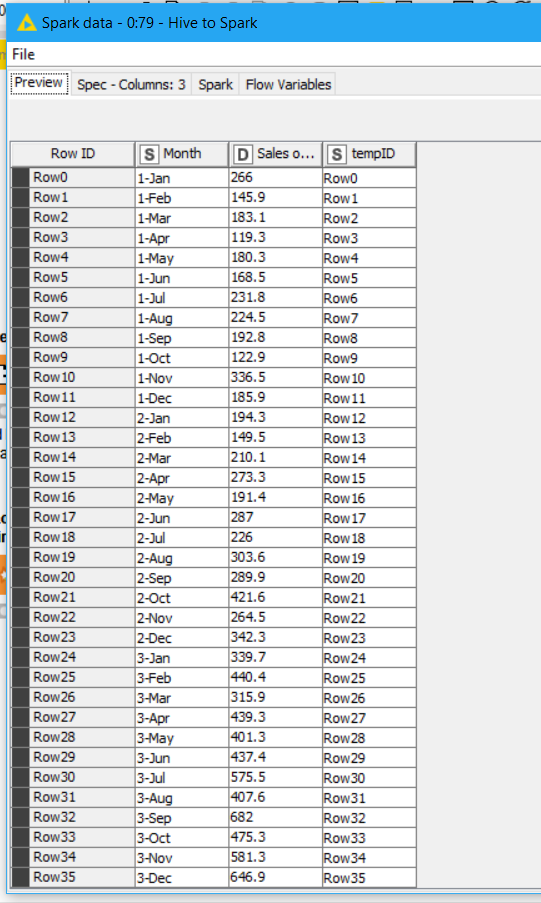 Spark data - 0:79 - Hive to Spark
File
Preview Spec - Columns: 3 Spark Flow Variables
Row ID S Month D Sales o... S tempID
Row0 1-Jan 266 Row0
Row1 1-Feb 145.9 Row1
Row2 1-Mar 183.1 Row2
Row3 1-Apr 119.3 Row3
Row4 1-May 180.3 Row4
Row5 1-Jun 168.5 Row5
Row6 1-Jul 231.8 Row6
Row7 1-Aug 224.5 Row7
Row8 1-Sep 192.8 Row8
Row9 1-Oct 122.9 Row9
Row10 1-Nov 336.5 Row10
Row11 1-Dec 185.9 Row11
Row12 2-Jan 194.3 Row12
Row13 2-Feb 149.5 Row13
Row14 2-Mar 210.1 Row14
Row15 2-Apr 273.3 Row15
Row16 2-May 191.4 Row16
Row17 2-Jun 287 Row17
Row18 2-Jul 226 Row18
Row19 2-Aug 303.6 Row19
Row20 2-Sep 289.9 Row20
Row21 2-Oct 421.6 Row21
Row22 2-Nov 264.5 Row22
Row23 2-Dec 342.3 Row23
Row24 3-Jan 339.7 Row24
Row25 3-Feb 440.4 Row25
Row26 3-Mar 315.9 Row26
Row27 3-Apr 439.3 Row27
Row28 3-May 401.3 Row28
Row29 3-Jun 437.4 Row29
Row30 3-Jul 575.5 Row30
Row31 3-Aug 407.6 Row31
Row32 3-Sep 682 Row32
Row33 3-Oct 475.3 Row33
Row34 3-Nov 581.3 Row34
Row35 3-Dec 646.9 Row35